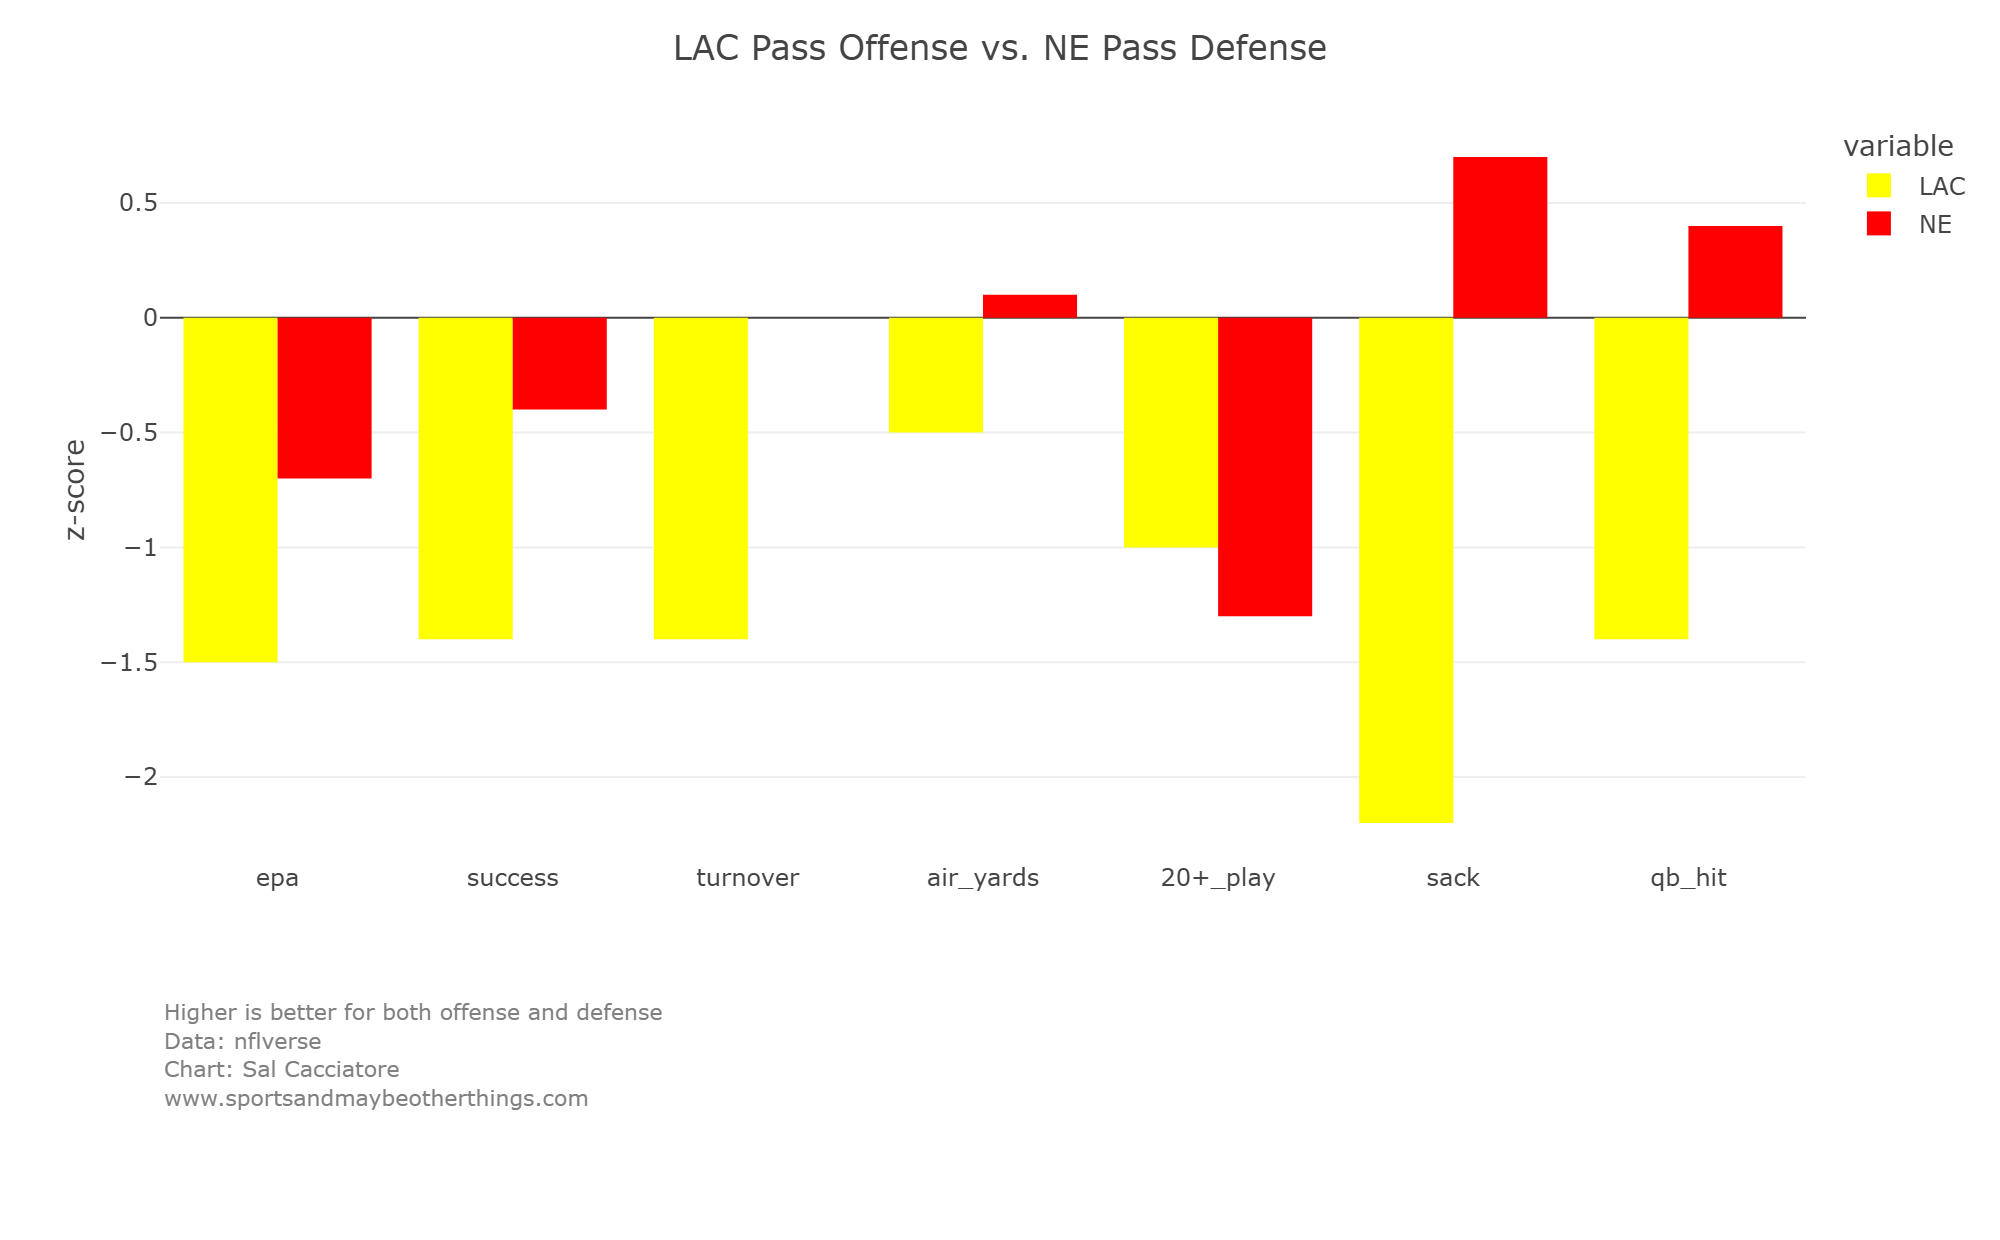 LAC Pass Offense vs. NE Pass Defense
variable
LAC
NE
0.5
0
−0.5
−1
−1.5
−2
z-score
epa
success
turnover
air_yards
20+_play
sack
qb_hit
Higher is better for both offense and defense
Data: nflverse
Chart: Sal Cacciatore
www.sportsandmaybeotherthings.com